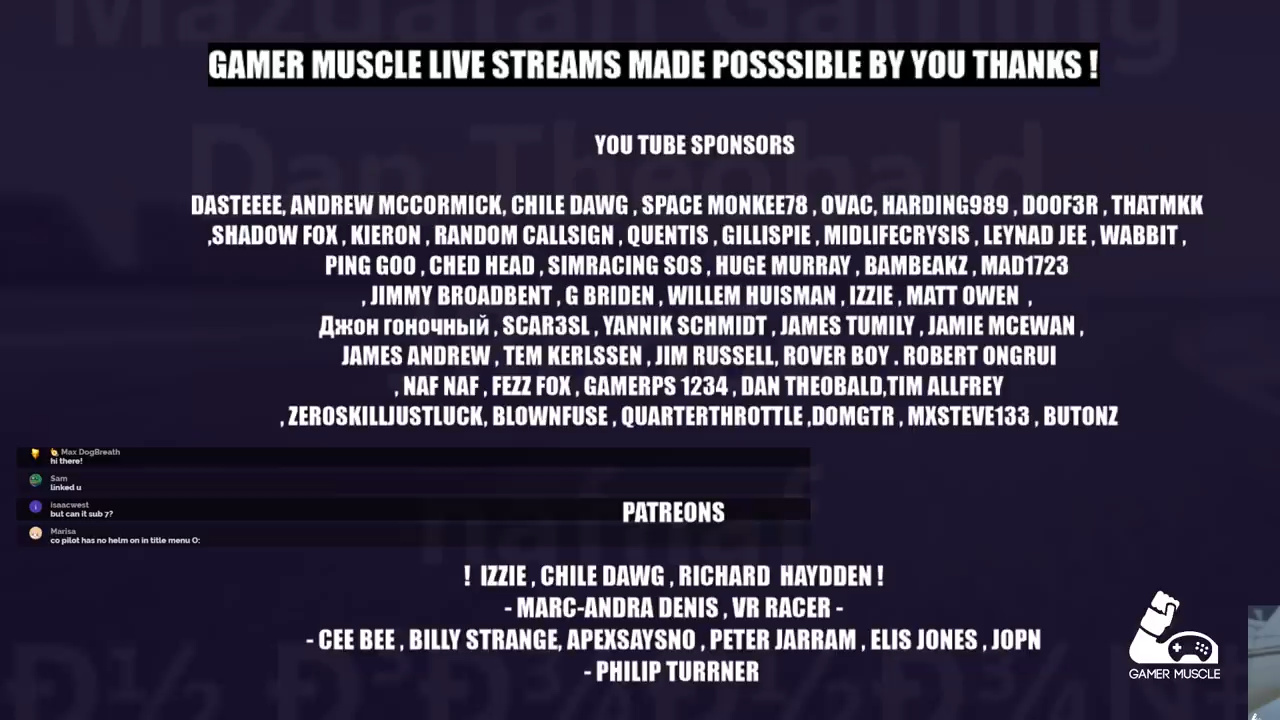 Mazdafari Gaming
GAMER MUSCLE LIVE STREAMS MADE POSSSIBLE BY YOU THANKS !
Dan Theobald
YOU TUBE SPONSORS
DASTEEEE, ANDREW MCCORMICK, CHILE DAWG , SPACE MONKEE78 , OVAC, HARDING989 , D00F3R , THATMKK
,SHADOW FOX , KIERON , RANDOM CALLSIGN , QUENTIS , GILLISPIE , MIDLIFECRYSIS , LEYNAD JEE , WABBIT ,
PING GOO , CHED HEAD , SIMRACING SOS , HUGE MURRAY , BAMBEAKZ , MAD1723
, JIMMY BROADBENT , G BRIDEN , WILLEM HUISMAN , IZZIE , MATT OWEN ,
Джон гоночный , SCAR3SL , YANNIK SCHMIDT , JAMES TUMILY , JAMIE MCEWAN ,
JAMES ANDREW , TEM KERLSSEN , JIM RUSSELL, ROVER BOY . ROBERT ONGRUI
, NAF NAF , FEZZ FOX , GAMERPS 1234 , DAN THEOBALD,TIM ALLFREY
, ZEROSKILLJUSTLUCK, BLOWNFUSE , QUARTERTHROTTLE ,DOMGTR , MXSTEVE133 , BUTONZ
Max DogBreath
hi there!
Sam
linked u
isaacwest
but can it sub 7?
Marisa
co pilot has no helm on in title menu O:
PATREONS
! IZZIE , CHILE DAWG , RICHARD HAYDDEN !
- MARC-ANDRA DENIS , VR RACER -
- CEE BEE , BILLY STRANGE, APEXSAYSNO , PETER JARRAM , ELIS JONES , JOPN
- PHILIP TURRNER
GAMER MUSCLE